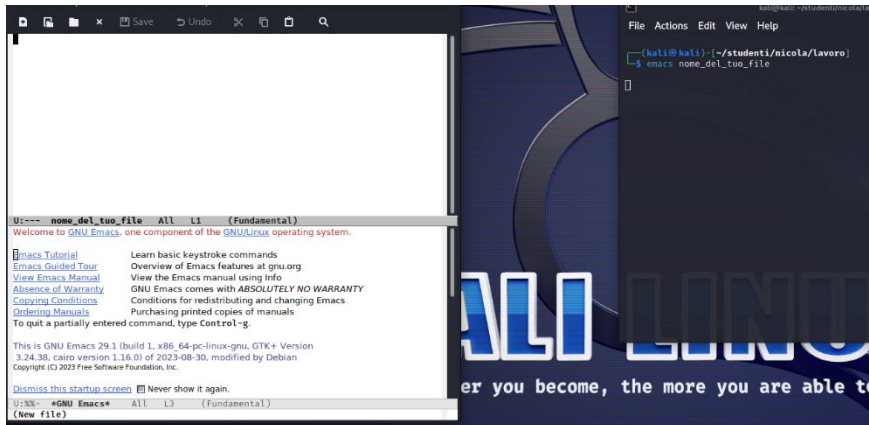 Save Undo
U:--- nome_del_tuo_file All L1 (Fundamental)
Welcome to GNU Emacs, one component of the GNU/Linux operating system.
Emacs Tutorial Learn basic keystroke commands
Emacs Guided Tour Overview of Emacs features at gnu.org
View Emacs Manual View the Emacs manual using Info
Absence of Warranty GNU Emacs comes with ABSOLUTELY NO WARRANTY
Copying Conditions Conditions for redistributing and changing Emacs
Ordering Manuals Purchasing printed copies of manuals
To quit a partially entered command, type Control-g.
This is GNU Emacs 29.1 (build 1, x86_64-pc-linux-gnu, GTK+ Version
3.24.38, cairo version 1.16.0) of 2023-08-30, modified by Debian
Copyright (C) 2023 Free Software Foundation, Inc.
Dismiss this startup screen Never show it again.
U:%%- *GNU Emacs* All L3 (Fundamental)
(New file)
kali@kali: ~/studenti/nicola/la
File Actions Edit View Help
(kali㉿kali)-[~/studenti/nicola/lavoro]
$ emacs nome_del_tuo_file
ALI LINUX
er you become, the more you are able t